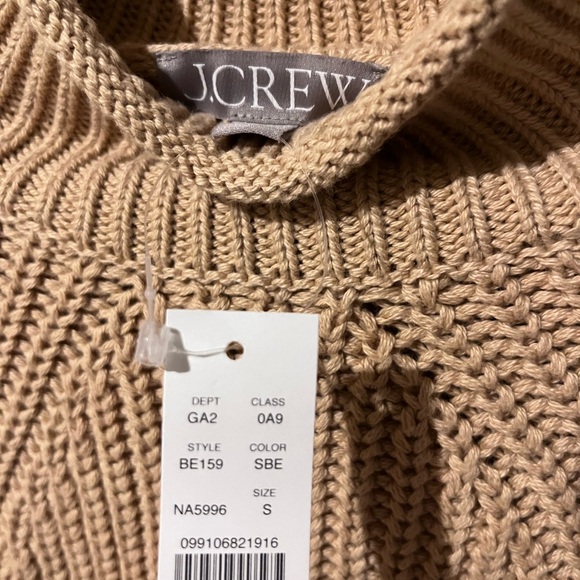 J.CREW
DEPT CLASS
GA2 0A9
STYLE COLOR
BE159 SBE
SIZE
NA5996 S
099106821916